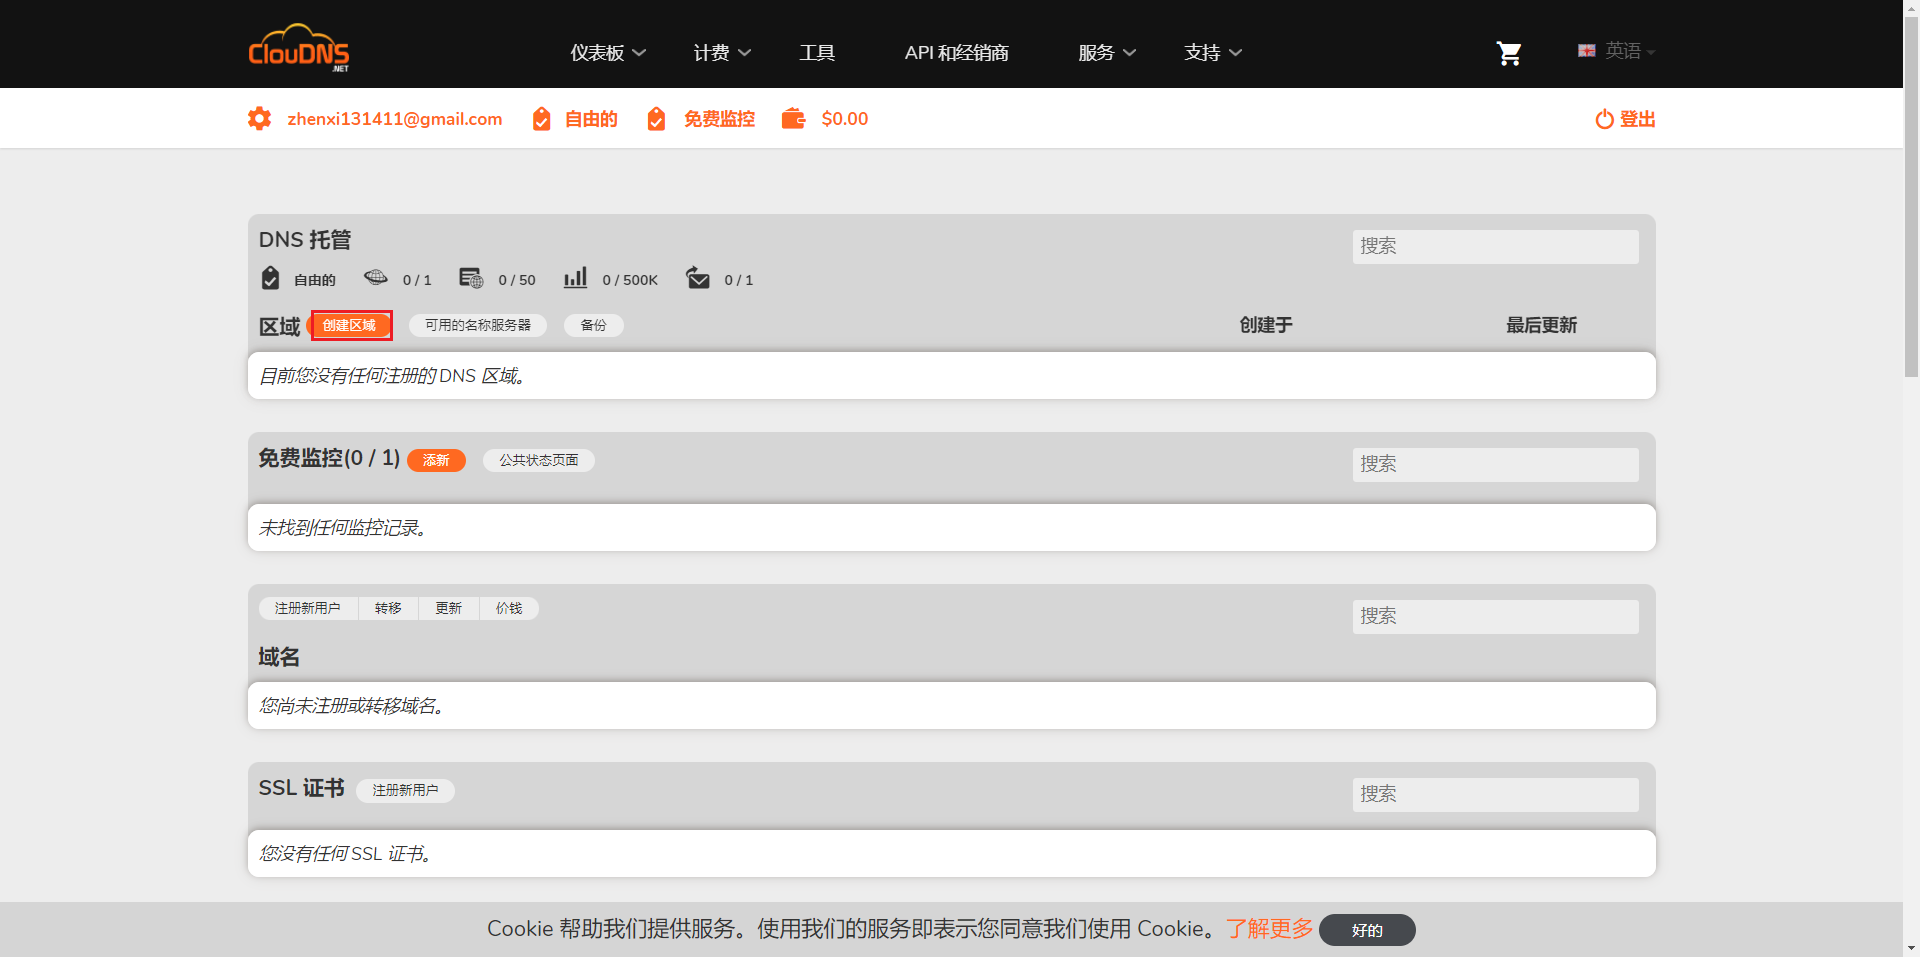 ClouDNS
.NET
仪表板
计费
工具
API 和经销商
服务
支持
英语
zhenxi131411@gmail.com
自由的
免费监控
$0.00
登出
DNS 托管
搜索
自由的
0 / 1
0 / 50
0 / 500K
0 / 1
区域
创建区域
可用的名称服务器
备份
创建于
最后更新
目前您没有任何注册的 DNS 区域。
免费监控(0 / 1)
添新
公共状态页面
搜索
未找到任何监控记录。
注册新用户
转移
更新
价钱
搜索
域名
您尚未注册或转移域名。
SSL 证书
注册新用户
搜索
您没有任何 SSL 证书。
Cookie 帮助我们提供服务。使用我们的服务即表示您同意我们使用 Cookie。了解更多
好的